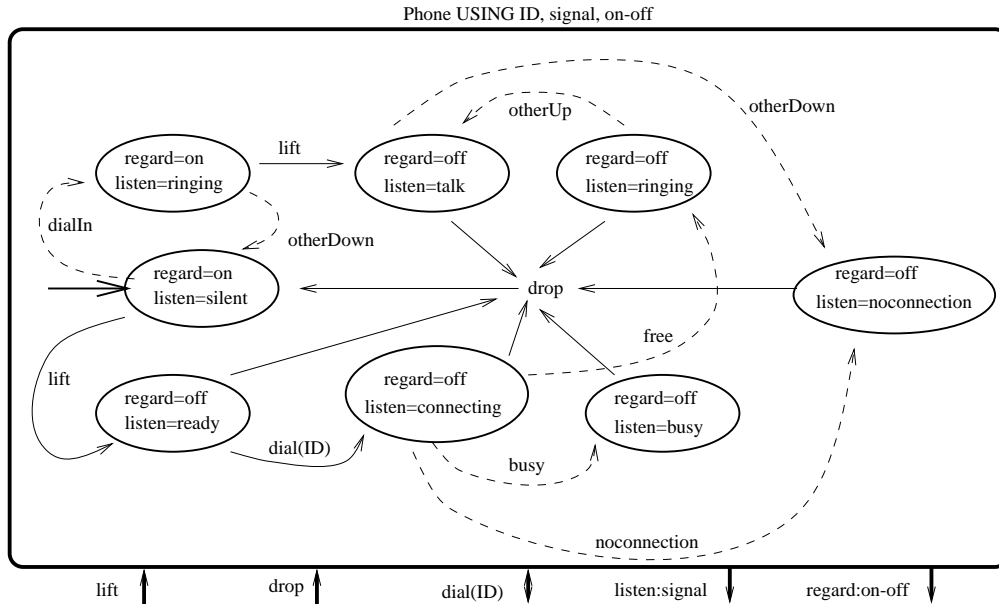 Phone USING ID, signal, on-off
otherUp
otherDown
lift
regard=on
listen=ringing
regard=off
listen=talk
regard=off
listen=ringing
dialIn
otherDown
regard=on
listen=silent
drop
regard=off
listen=noconnection
free
lift
regard=off
listen=ready
regard=off
listen=connecting
regard=off
listen=busy
dial(ID)
busy
noconnection
lift
drop
dial(ID)
listen:signal
regard:on-off